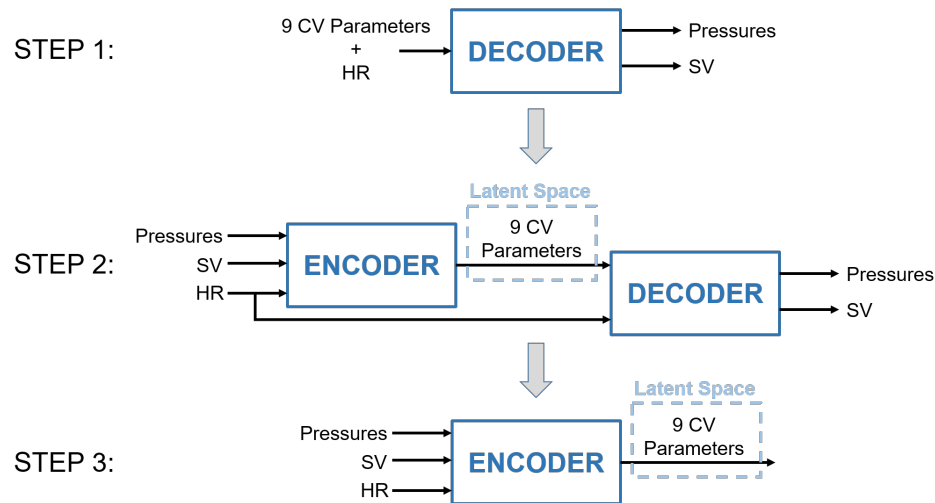 STEP 1:
9 CV Parameters
+
HR
DECODER
Pressures
SV
STEP 2:
Pressures
SV
HR
ENCODER
Latent Space
9 CV
Parameters
DECODER
Pressures
SV
STEP 3:
Pressures
SV
HR
ENCODER
Latent Space
9 CV
Parameters